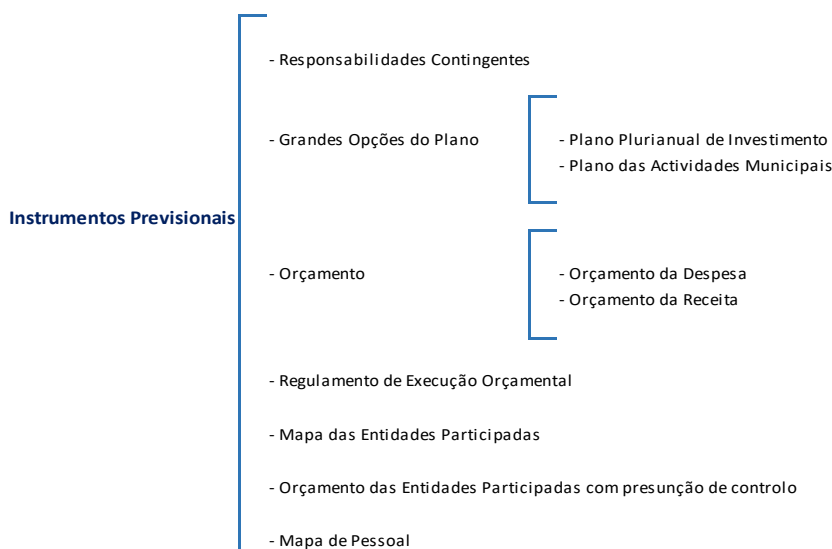 - Responsabilidades Contingentes
- Grandes Opções do Plano
- Plano Plurianual de Investimento
- Plano das Actividades Municipais
Instrumentos Previsionais
- Orçamento
- Orçamento da Despesa
- Orçamento da Receita
- Regulamento de Execução Orçamental
- Mapa das Entidades Participadas
- Orçamento das Entidades Participadas com presunção de controlo
- Mapa de Pessoal